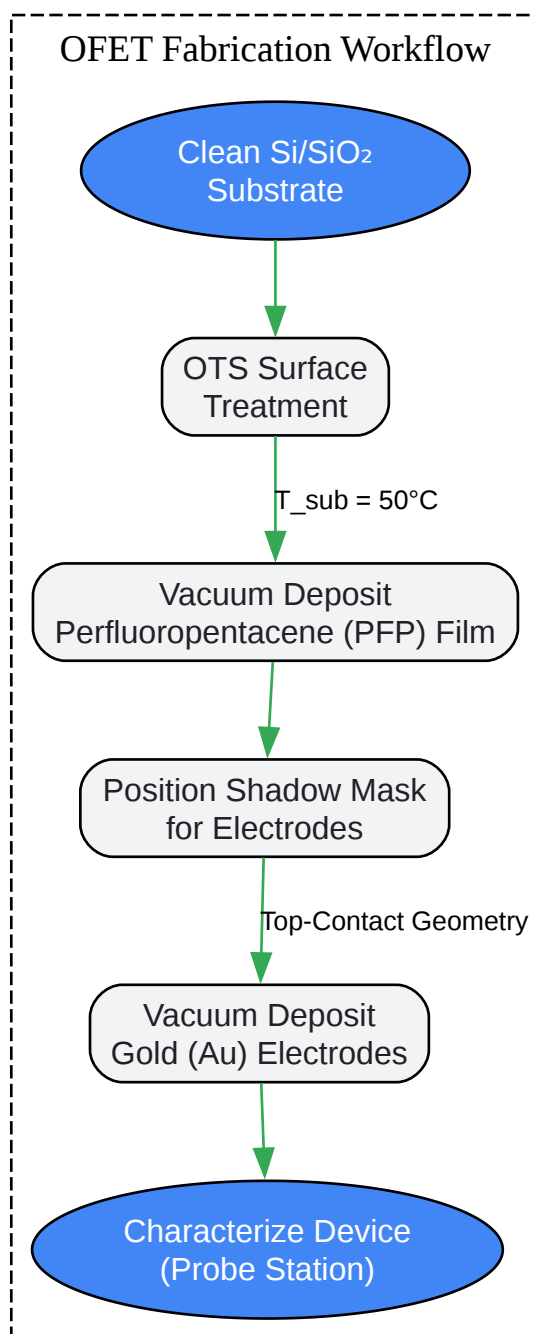 OFET Fabrication Workflow
Clean Si/SiO₂
Substrate
OTS Surface
Treatment
T_sub = 50°C
Vacuum Deposit
Perfluoropentacene (PFP) Film
Position Shadow Mask
for Electrodes
Top-Contact Geometry
Vacuum Deposit
Gold (Au) Electrodes
Characterize Device
(Probe Station)